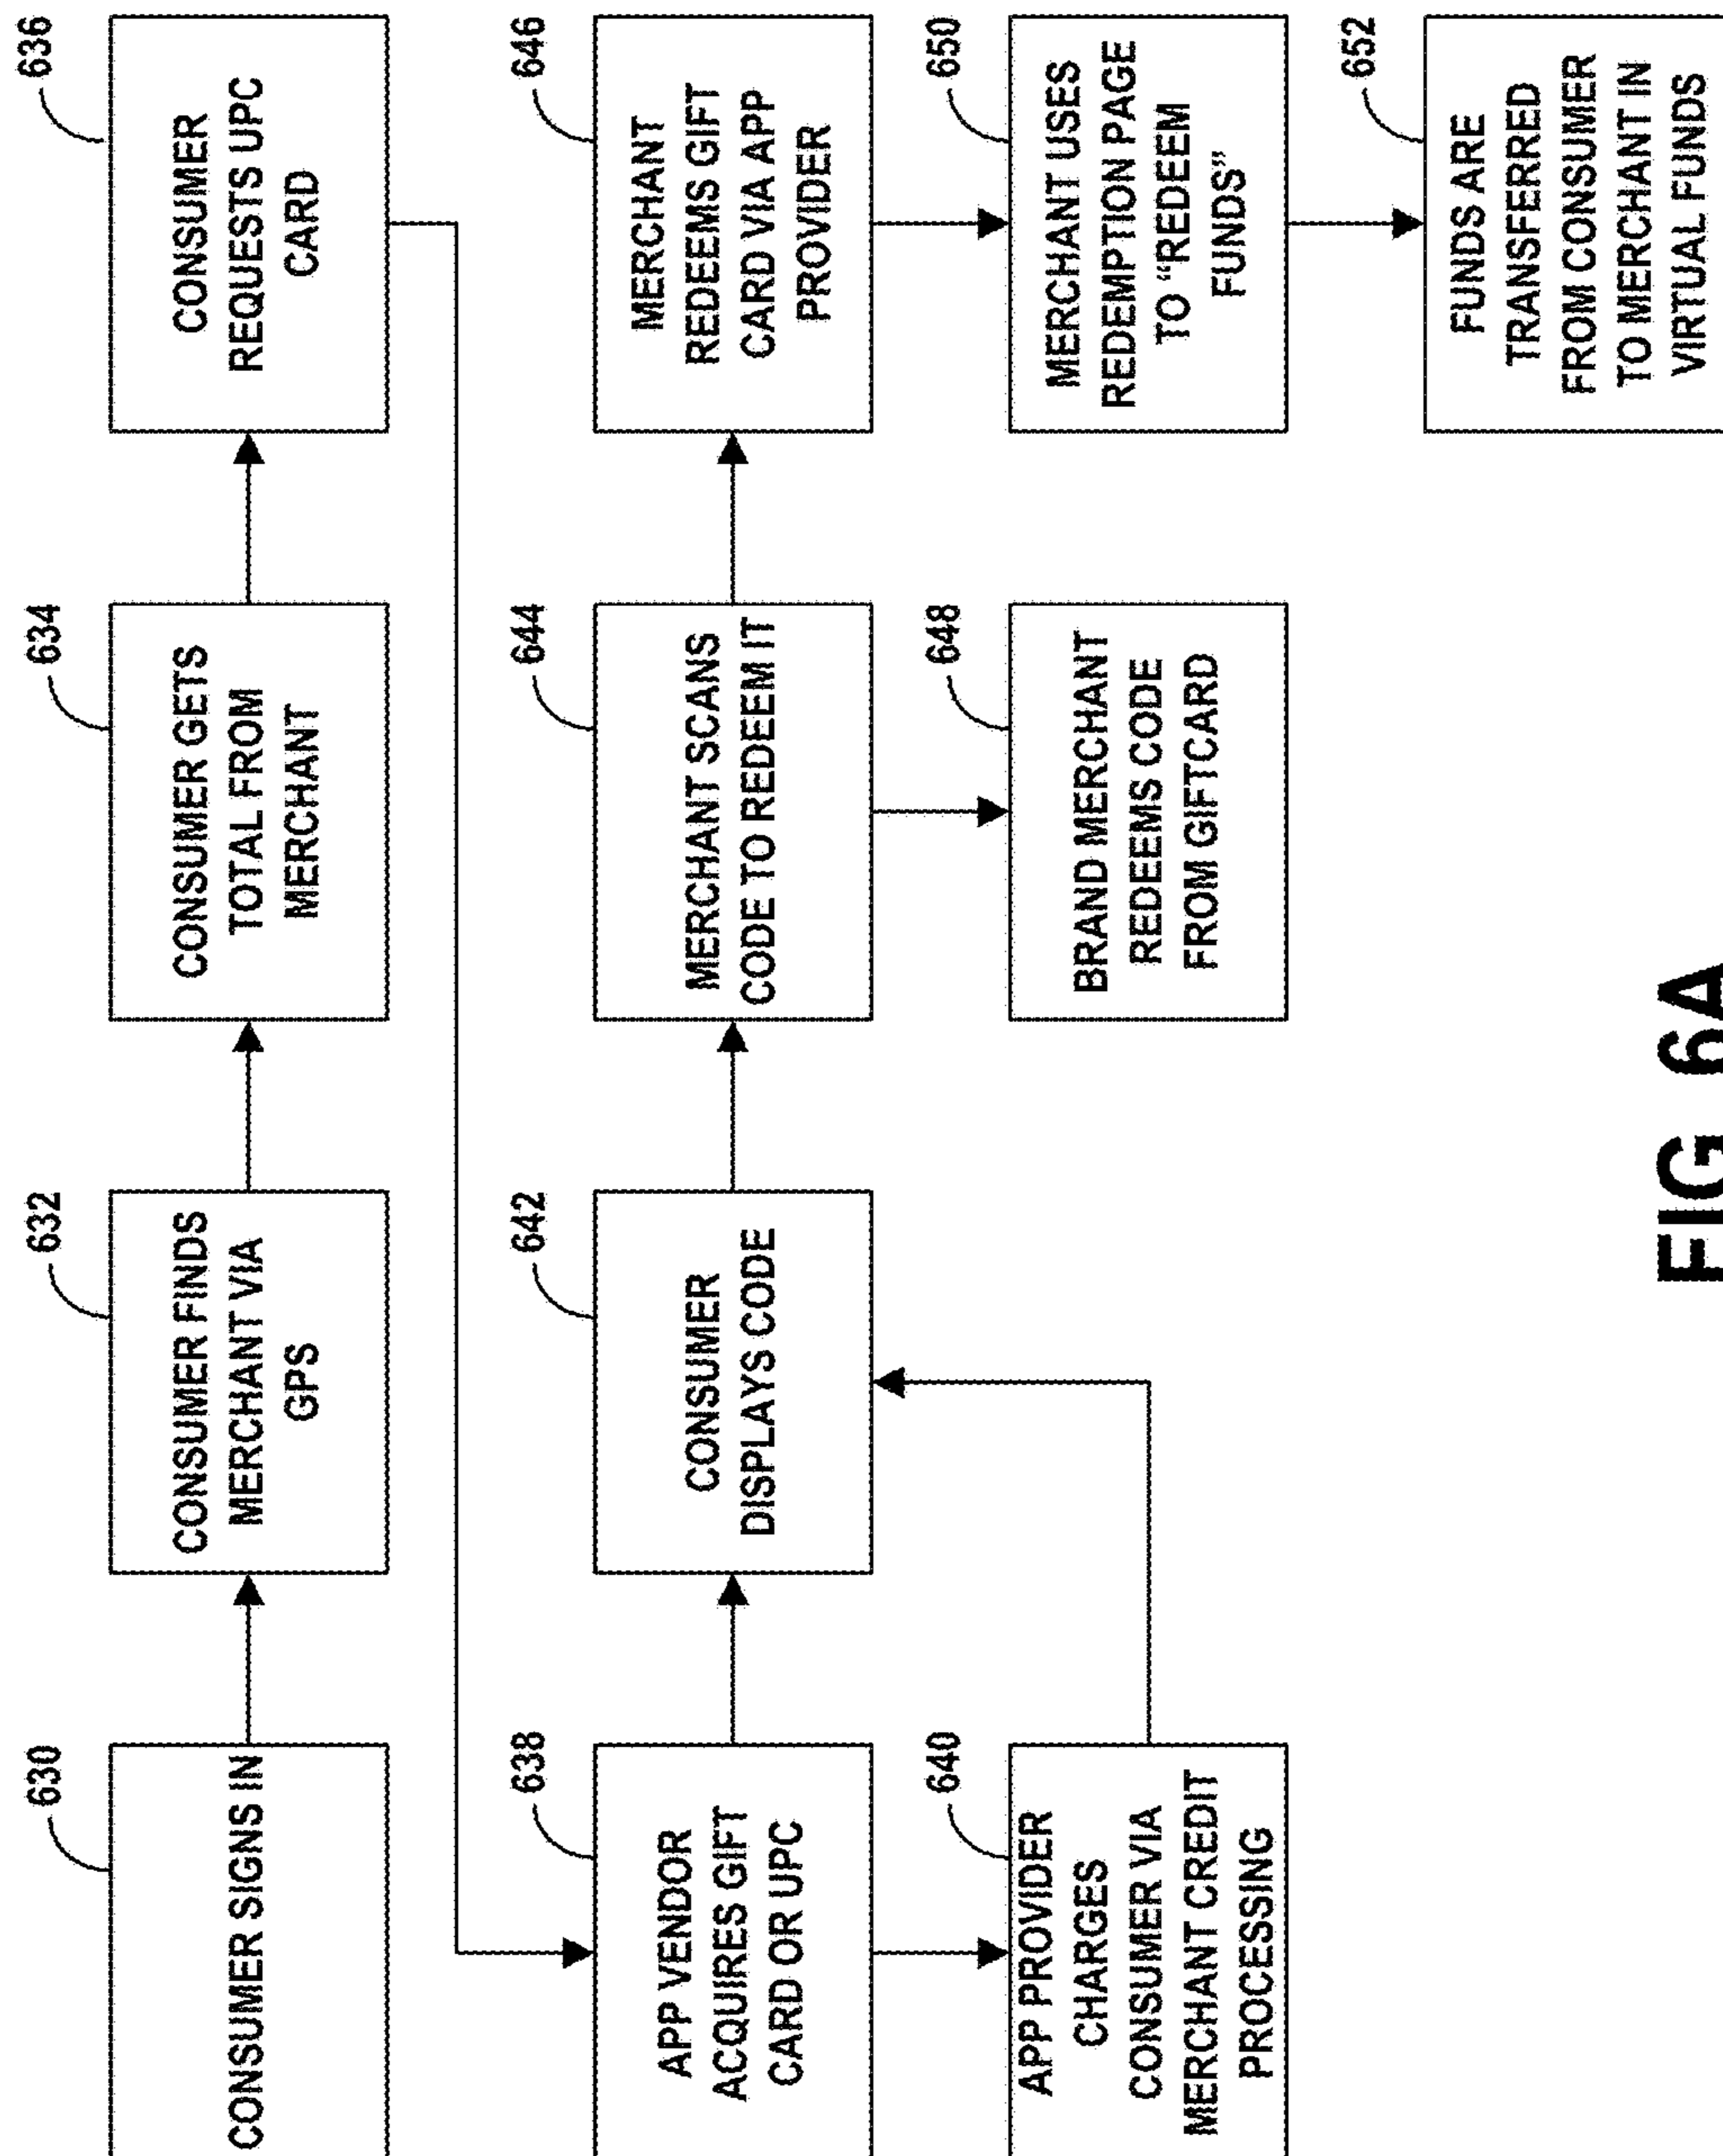 630
CONSUMER SIGNS IN
632
CONSUMER FINDS
MERCHANT VIA
GPS
634
CONSUMER GETS
TOTAL FROM
MERCHANT
636
CONSUMER
REQUESTS UPC
CARD
638
APP VENDOR
ACQUIRES GIFT
CARD OR UPC
640
APP PROVIDER
CHARGES
CONSUMER VIA
MERCHANT CREDIT
PROCESSING
642
CONSUMER
DISPLAYS CODE
644
MERCHANT SCANS
CODE TO REDEEM IT
646
MERCHANT
REDEEMS GIFT
CARD VIA APP
PROVIDER
648
BRAND MERCHANT
REDEEMS CODE
FROM GIFTCARD
650
MERCHANT USES
REDEMPTION PAGE
TO “REDEEM
FUNDS”
652
FUNDS ARE
TRANSFERRED
FROM CONSUMER
TO MERCHANT IN
VIRTUAL FUNDS
FIG 6A